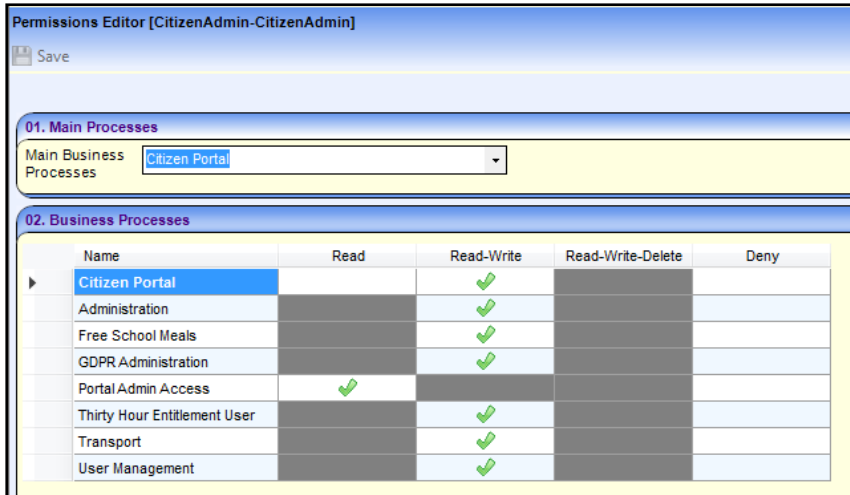 Permissions Editor [CitizenAdmin-CitizenAdmin]
Save
01. Main Processes
Main Business Processes
Citizen Portal
02. Business Processes
Name Read Read-Write Read-Write-Delete Deny
Citizen Portal
Administration
Free School Meals
GDPR Administration
Portal Admin Access
Thirty Hour Entitlement User
Transport
User Management